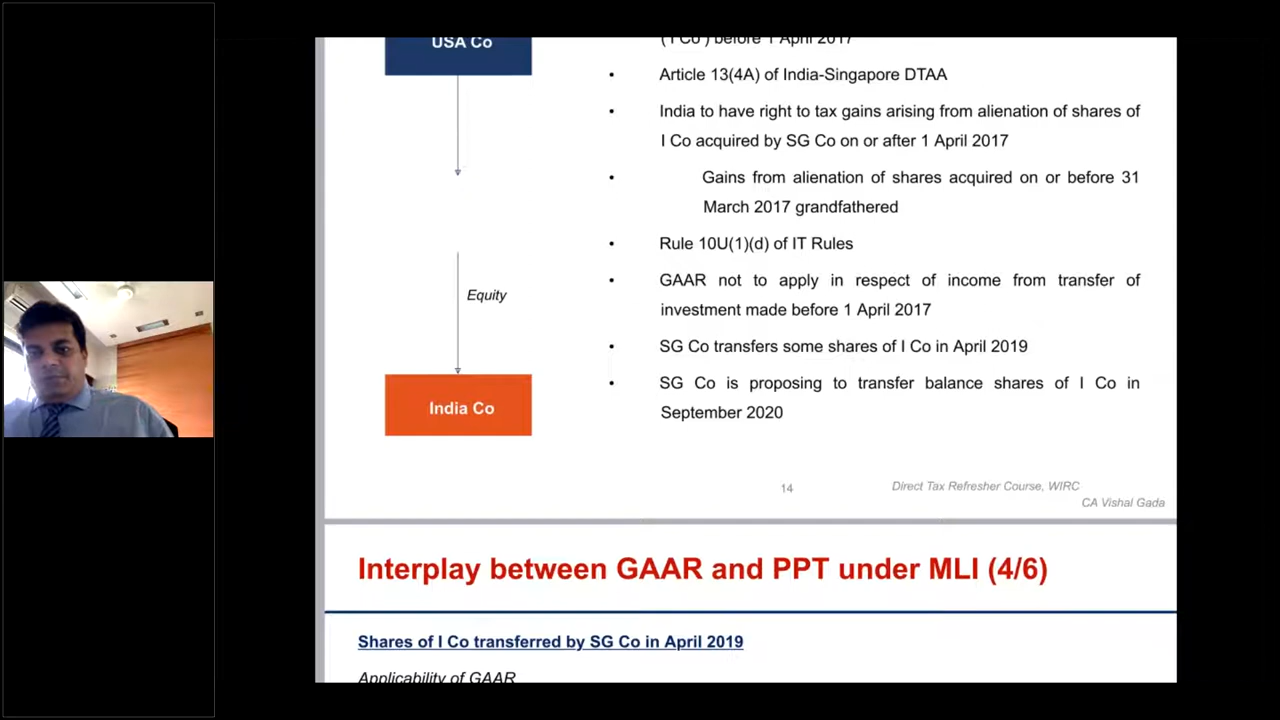 USA Co
('I Co') before 1 April 2017
• Article 13(4A) of India-Singapore DTAA
• India to have right to tax gains arising from alienation of shares of
I Co acquired by SG Co on or after 1 April 2017
• Gains from alienation of shares acquired on or before 31
March 2017 grandfathered
• Rule 10U(1)(d) of IT Rules
• GAAR not to apply in respect of income from transfer of
investment made before 1 April 2017
Equity
• SG Co transfers some shares of I Co in April 2019
• SG Co is proposing to transfer balance shares of I Co in
September 2020
India Co
14
Direct Tax Refresher Course, WIRC
CA Vishal Gada
Interplay between GAAR and PPT under MLI (4/6)
Shares of I Co transferred by SG Co in April 2019
Applicability of GAAR